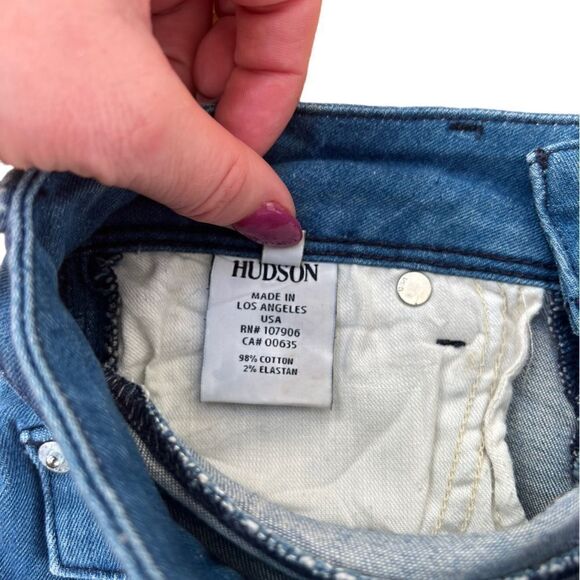 HUDSON
MADE IN
LOS ANGELES
USA
RN# 107906
CA# 00635
98% COTTON
2% ELASTAN